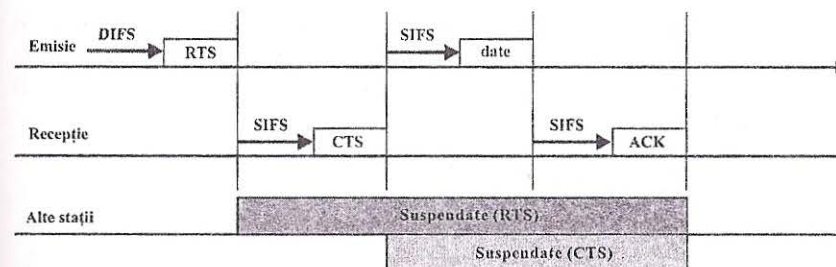 DIFS
SIFS
Emisie
RTS
date
SIFS
SIFS
Recepție
CTS
ACK
Alte stații
Suspendate (RTS)
Suspendate (CTS)